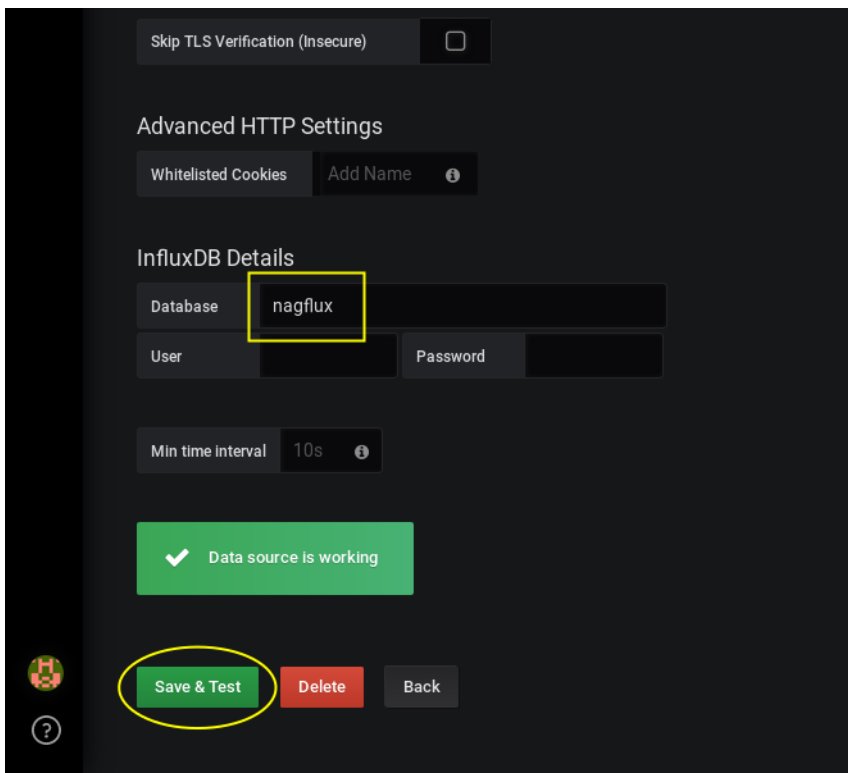 Skip TLS Verification (Insecure)
Advanced HTTP Settings
Whitelisted Cookies Add Name
InfluxDB Details
Database nagflux
User Password
Min time interval 10s
Data source is working
Save & Test Delete Back